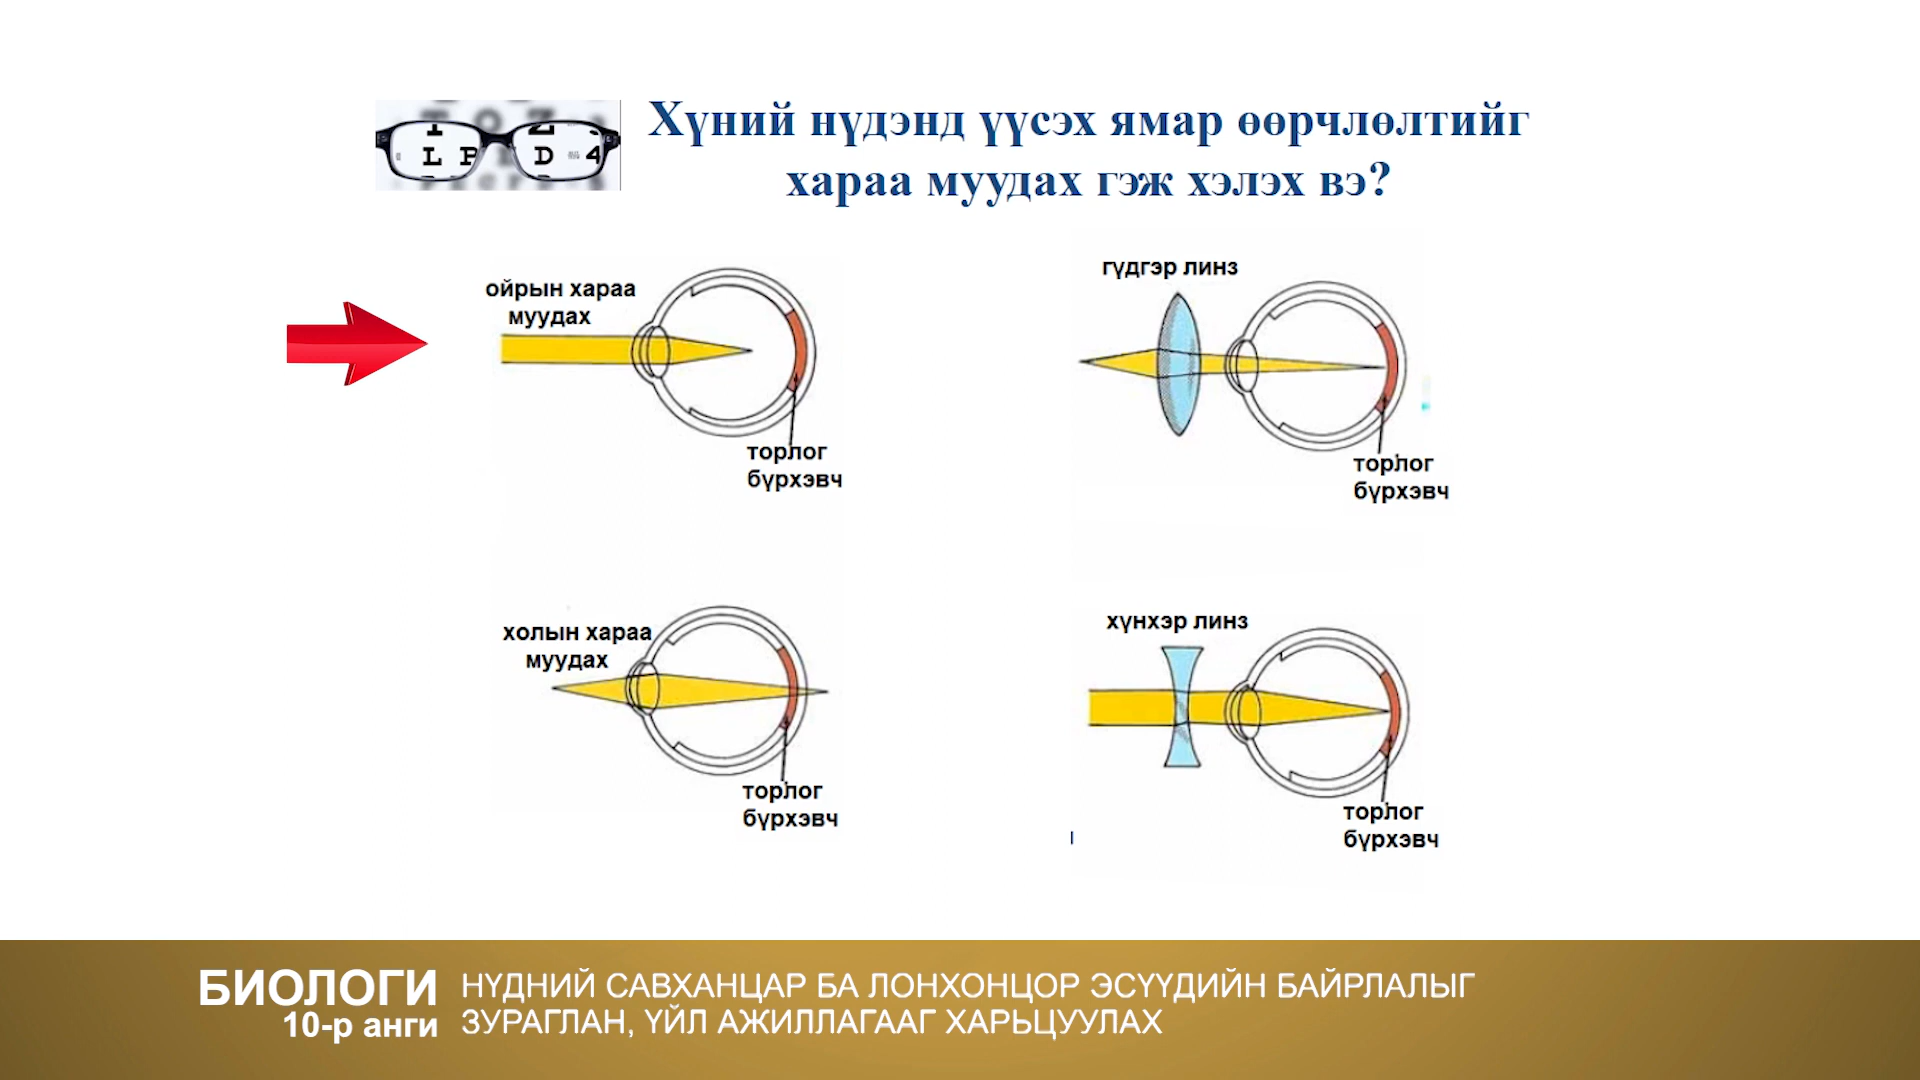 Хүний нүдэнд үүсэх ямар өөрчлөлтийг
хараа муудах гэж хэлэх вэ?
L
D
4
ойрын хараа
муудах
торлог
бүрхэвч
гүдгэр линз
торлог
бүрхэвч
холын хараа
муудах
торлог
бүрхэвч
хүнхэр линз
торлог
бүрхэвч
БИОЛОГИ
10-р анги
НҮДНИЙ САВХАНЦАР БА ЛОНХОНЦОР ЭСҮҮДИЙН БАЙРЛАЛЫГ
ЗУРАГЛАН, ҮЙЛ АЖИЛЛАГААГ ХАРЬЦУУЛАХ